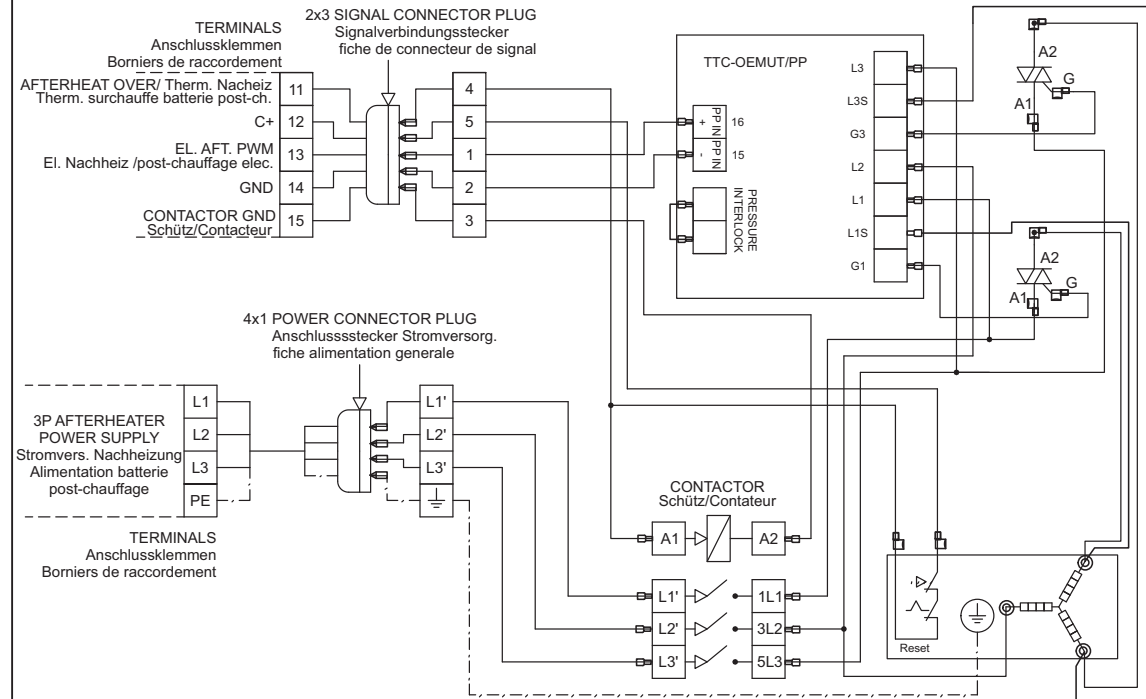 2x3 SIGNAL CONNECTOR PLUG
Signalverbindungsstecker
fiche de connecteur de signal
TERMINALS
Anschlussklemmen
Borniers de raccordement
AFTERHEAT OVER/ Therm. Nacheiz
Therm. surchauffe batterie post-ch.
C+
EL. AFT. PWM
El. Nachheiz /post-chauffage elec.
GND
CONTACTOR GND
Schütz/Contacteur
11
12
13
14
15
4
5
1
2
3
TTC-OEMUT/PP
+ PP IN 16
- PP IN 15
PRESSURE
INTERLOCK
L3
L3S
G3
L2
L1
L1S
G1
A2
G
A1
A2
G
A1
4x1 POWER CONNECTOR PLUG
Anschlusssstecker Stromversorg.
fiche alimentation generale
3P AFTERHEATER
POWER SUPPLY
Stromvers. Nachheizung
Alimentation batterie
post-chauffage
L1
L2
L3
PE
L1'
L2'
L3'
TERMINALS
Anschlussklemmen
Borniers de raccordement
CONTACTOR
Schütz/Contateur
A1
A2
L1'
1L1
L2'
3L2
L3'
5L3
Reset